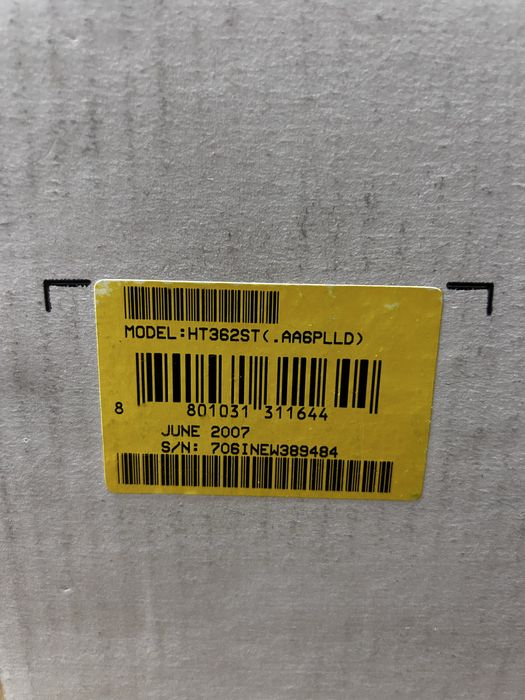 MODEL:HT362ST(.AA6PLLD)
8 801031 311644
JUNE 2007
S/N: 706INEW389484